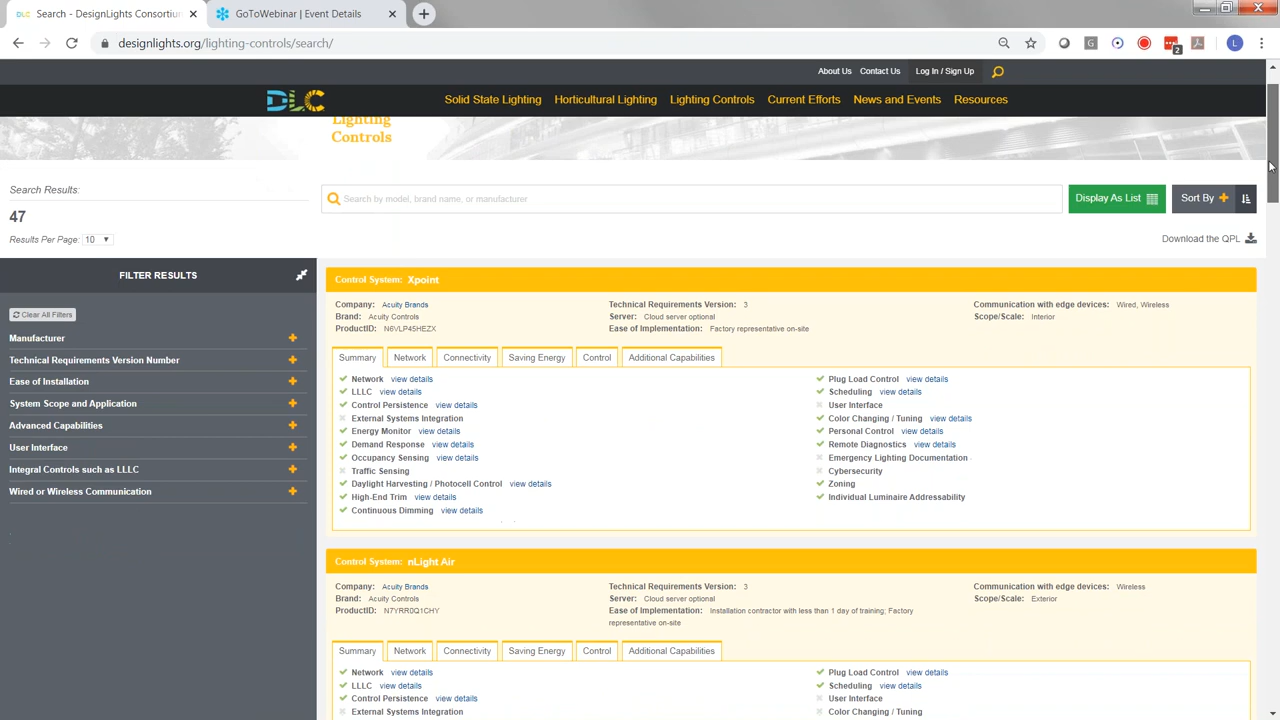 Search - DesignLights Consortium
GoToWebinar | Event Details
designlights.org/lighting-controls/search/
G
2
L
About Us Contact Us Log In / Sign Up
DLC
Solid State Lighting Horticultural Lighting Lighting Controls Current Efforts News and Events Resources
Lighting
Controls
Search Results:
47
Results Per Page: 10
Search by model, brand name, or manufacturer
Display As List
Sort By
Download the QPL
FILTER RESULTS
Clear All Filters
Manufacturer
Technical Requirements Version Number
Ease of Installation
System Scope and Application
Advanced Capabilities
User Interface
Integral Controls such as LLLC
Wired or Wireless Communication
Control System: Xpoint
Company: Acuity Brands
Brand: Acuity Controls
ProductID: N6VLP45HEZX
Technical Requirements Version: 3
Server: Cloud server optional
Ease of Implementation: Factory representative on-site
Communication with edge devices: Wired, Wireless
Scope/Scale: Interior
Summary Network Connectivity Saving Energy Control Additional Capabilities
Network view details
LLLC view details
Control Persistence view details
External Systems Integration
Energy Monitor view details
Demand Response view details
Occupancy Sensing view details
Traffic Sensing
Daylight Harvesting / Photocell Control view details
High-End Trim view details
Continuous Dimming view details
Plug Load Control view details
Scheduling view details
User Interface
Color Changing / Tuning view details
Personal Control view details
Remote Diagnostics view details
Emergency Lighting Documentation
Cybersecurity
Zoning
Individual Luminaire Addressability
Control System: nLight Air
Company: Acuity Brands
Brand: Acuity Controls
ProductID: N7YRR0Q1CHY
Technical Requirements Version: 3
Server: Cloud server optional
Ease of Implementation: Installation contractor with less than 1 day of training; Factory
representative on-site
Communication with edge devices: Wireless
Scope/Scale: Exterior
Summary Network Connectivity Saving Energy Control Additional Capabilities
Network view details
LLLC view details
Control Persistence view details
External Systems Integration
Plug Load Control view details
Scheduling view details
User Interface
Color Changing / Tuning